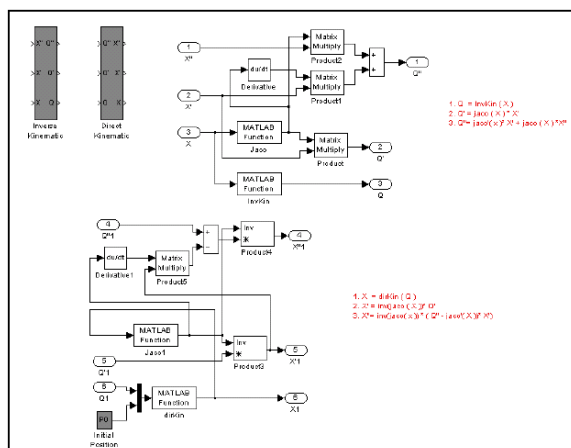 X'' Q''
X' Q'
X Q
Inverse
Kinematic
Q'' X''
Q' X'
Q X
Direct
Kinematic
1
X''
Matrix
Multiply
Product2
+
+
1
Q''
du/dt
Derivative
Matrix
Multiply
Product1
2
X'
3
X
MATLAB
Function
Jaco
Matrix
Multiply
Product
2
Q'
MATLAB
Function
InvKin
3
Q
1. Q = InvKin ( X )
2. Q' = jaco ( X ) * X'
3. Q''= jaco'( x )* X' + jaco ( X ) *X''
4
Q''1
+
−
Inv
*
Product4
4
X''1
du/dt
Derivative1
Matrix
Multiply
Product5
MATLAB
Function
Jaco1
Inv
*
Product3
5
X'1
5
Q'1
6
Q1
MATLAB
Function
dirKin
6
X1
P0
Initial
Position
1. X = dirKin ( Q )
2. X' = inv(jaco ( X ))* Q'
3. X''= inv(jaco( x )) * ( Q'' - jaco'( X )* X')